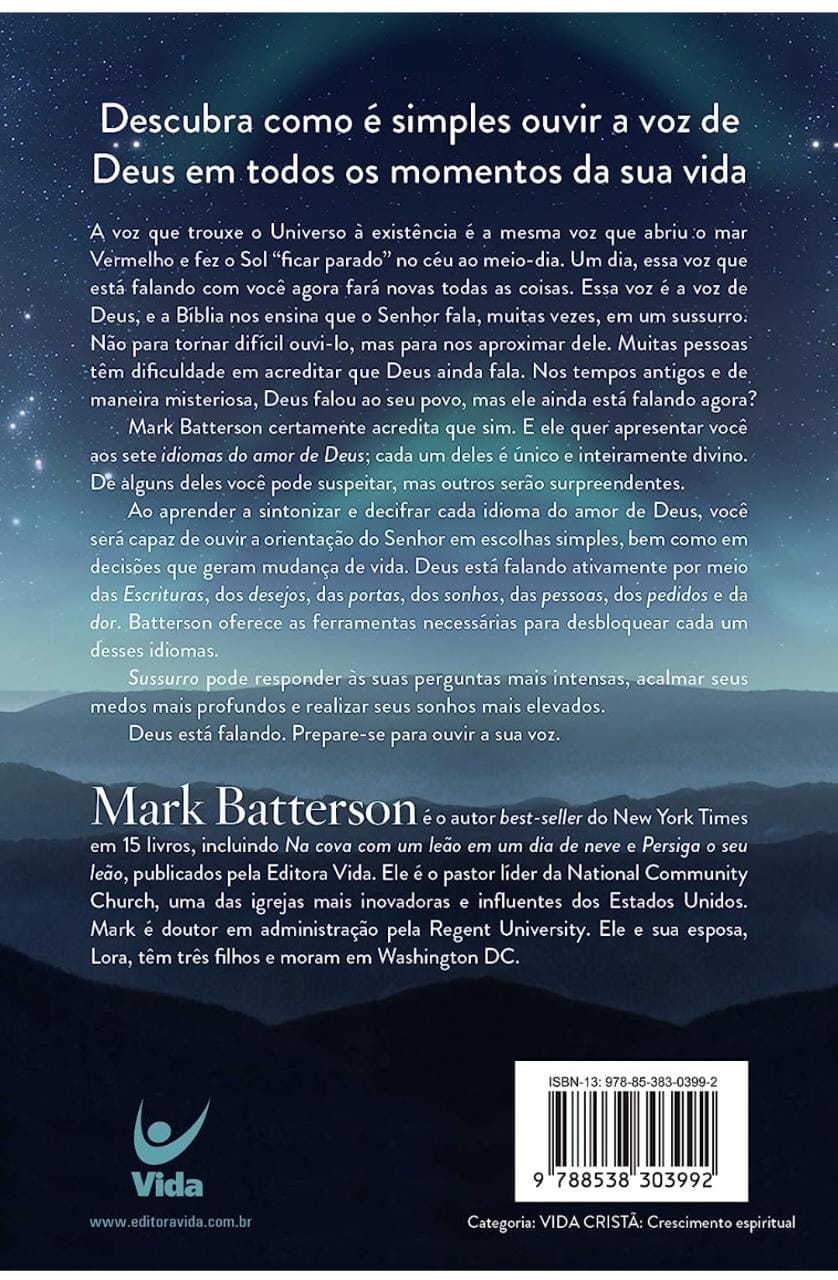 Descubra como é simples ouvir a voz de
Deus em todos os momentos da sua vida
A voz que trouxe o Universo à existência é a mesma voz que abriu o mar
Vermelho e fez o Sol “ficar parado” no céu ao meio-dia. Um dia, essa voz que
está falando com você agora fará novas todas as coisas. Essa voz é a voz de
Deus, e a Bíblia nos ensina que o Senhor fala, muitas vezes, em um sussurro.
Não para tornar difícil ouvi-lo, mas para nos aproximar dele. Muitas pessoas
têm dificuldade em acreditar que Deus ainda fala. Nos tempos antigos e de
maneira misteriosa, Deus falou ao seu povo, mas ele ainda está falando agora?
Mark Batterson certamente acredita que sim. E ele quer apresentar você
aos sete idiomas do amor de Deus; cada um deles é único e inteiramente divino.
De alguns deles você pode suspeitar, mas outros serão surpreendentes.
Ao aprender a sintonizar e decifrar cada idioma do amor de Deus, você
será capaz de ouvir a orientação do Senhor em escolhas simples, bem como em
decisões que geram mudança de vida. Deus está falando ativamente por meio
das Escrituras, dos desejos, das portas, dos sonhos, das pessoas, dos pedidos e da
dor. Batterson oferece as ferramentas necessárias para desbloquear cada um
desses idiomas.
Sussurro pode responder às suas perguntas mais intensas, acalmar seus
medos mais profundos e realizar seus sonhos mais elevados.
Deus está falando. Prepare-se para ouvir a sua voz.
Mark Batterson é o autor best-seller do New York Times
em 15 livros, incluindo Na cova com um leão em um dia de neve e Persiga o seu
leão, publicados pela Editora Vida. Ele é o pastor líder da National Community
Church, uma das igrejas mais inovadoras e influentes dos Estados Unidos.
Mark é doutor em administração pela Regent University. Ele e sua esposa,
Lora, têm três filhos e moram em Washington DC.
ISBN-13: 978-85-383-0399-2
9 788538 303992
Vida
www.editoravida.com.br
Categoria: VIDA CRISTÃ: Crescimento espiritual